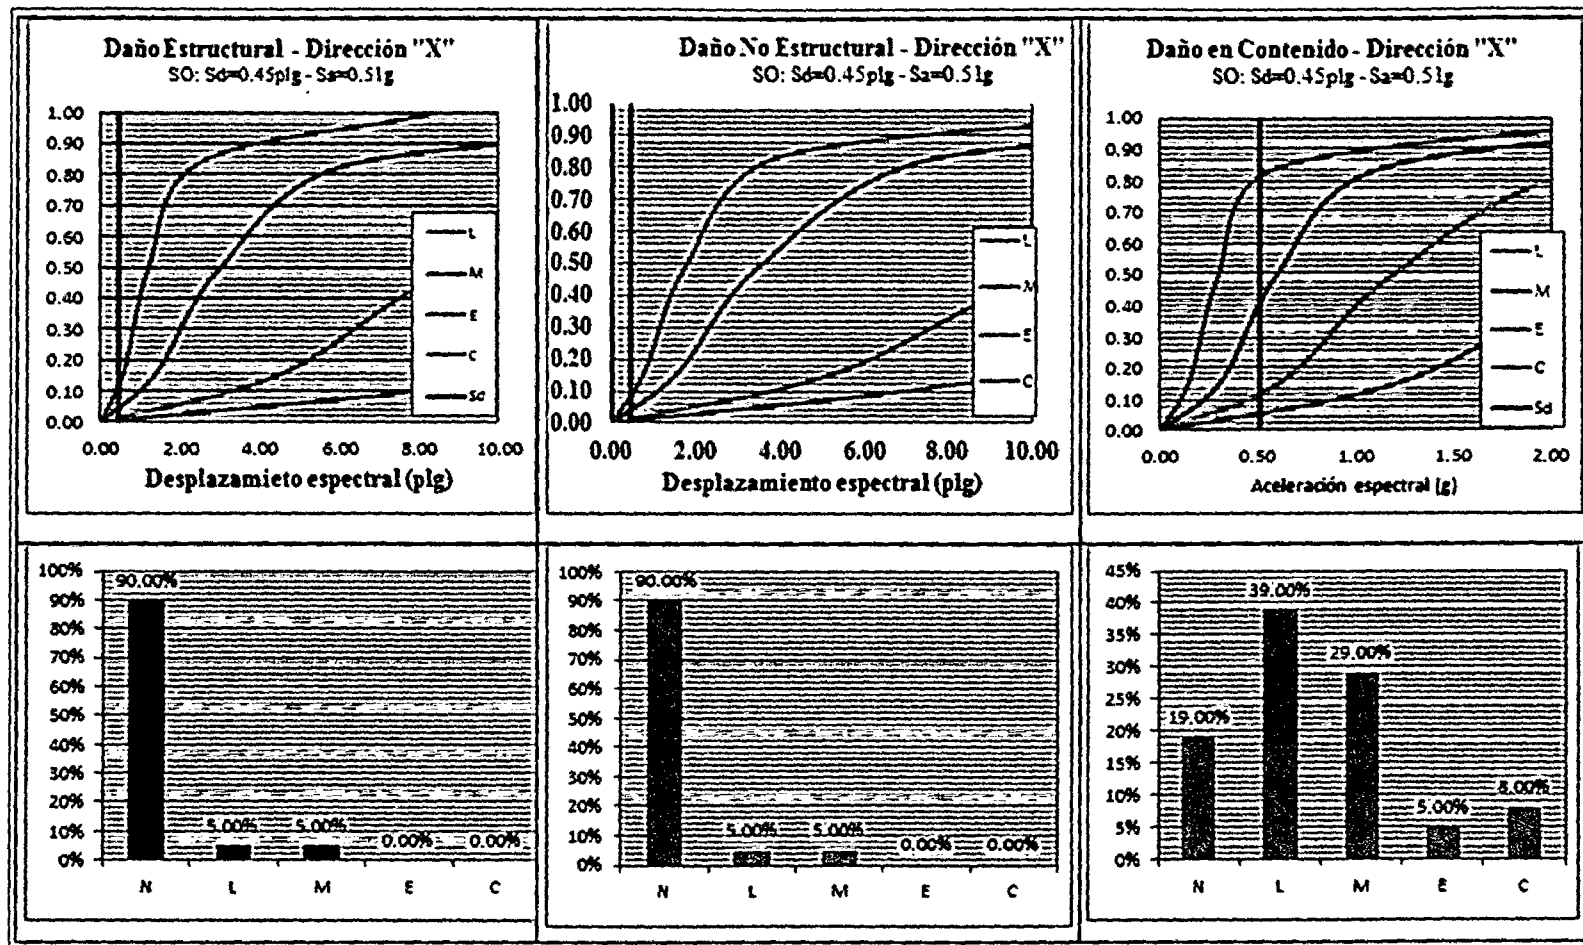 Daño Estructural - Dirección "X"
SO: Sd=0.45plg - Sa=0.51g
1.00
0.90
0.80
0.70
0.60
0.50
0.40
0.30
0.20
0.10
0.00
L
M
E
C
Sd
0.00 2.00 4.00 6.00 8.00 10.00
Desplazamieto espectral (plg)
Daño No Estructural - Dirección "X"
SO: Sd=0.45plg - Sa=0.51g
1.00
0.90
0.80
0.70
0.60
0.50
0.40
0.30
0.20
0.10
0.00
L
M
E
C
0.00 2.00 4.00 6.00 8.00 10.00
Desplazamiento espectral (plg)
Daño en Contenido - Dirección "X"
SO: Sd=0.45plg - Sa=0.51g
1.00
0.90
0.80
0.70
0.60
0.50
0.40
0.30
0.20
0.10
0.00
L
M
E
C
Sd
0.00 0.50 1.00 1.50 2.00
Aceleración espectral (g)
100%
90%
80%
70%
60%
50%
40%
30%
20%
10%
0%
90.00%
5.00% 5.00% 0.00% 0.00%
N L M E C
100%
90%
80%
70%
60%
50%
40%
30%
20%
10%
0%
90.00%
5.00% 5.00% 0.00% 0.00%
N L M E C
45%
40%
35%
30%
25%
20%
15%
10%
5%
0%
19.00% 39.00% 29.00% 5.00% 8.00%
N L M E C